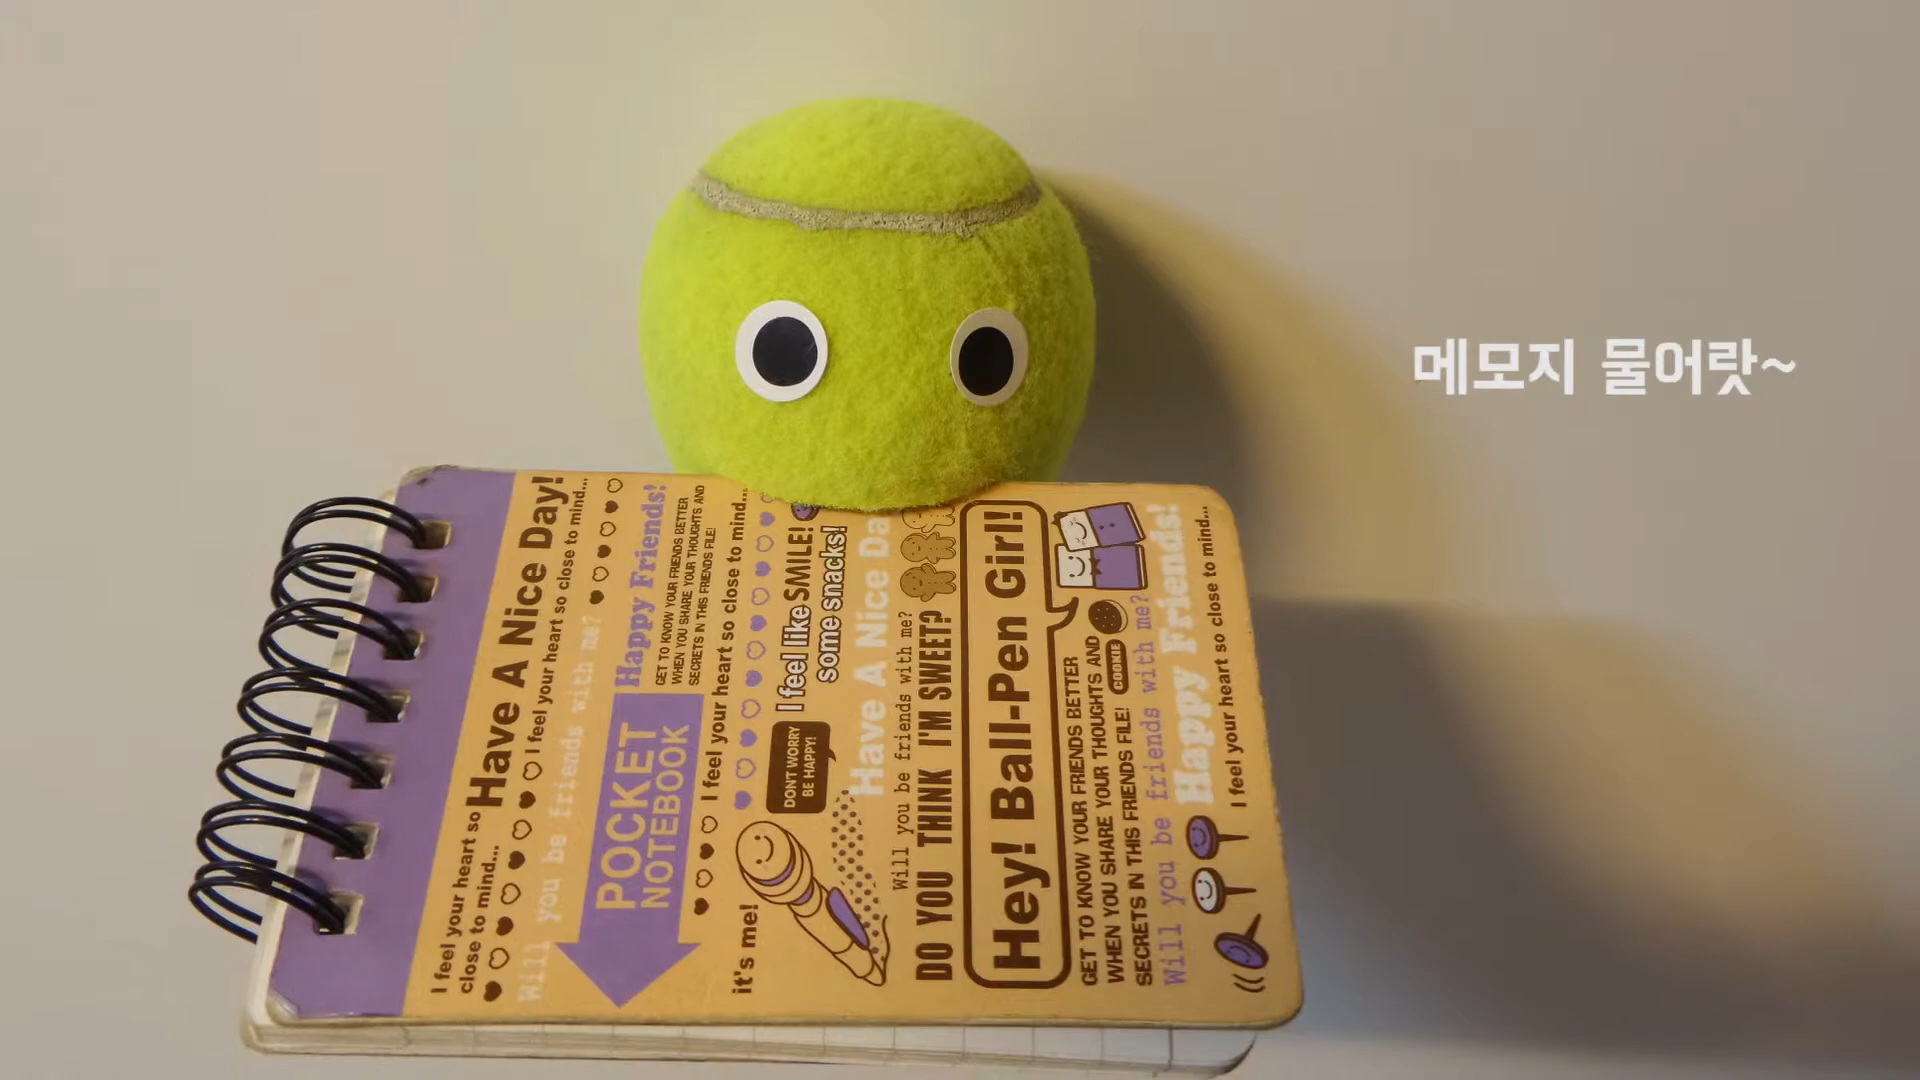 메모지 물어랏~
I feel your heart so
close to mind...
Have A Nice Day!
I feel your heart so close to mind...
Will you be friends with me?
POCKET
NOTEBOOK
Happy Friends!
GET TO KNOW YOUR FRIENDS BETTER
WHEN YOU SHARE YOUR THOUGHTS AND
SECRETS IN THIS FRIENDS FILE!
I feel your heart so close to mind...
it's me!
DON'T WORRY
BE HAPPY!
I feel like SMILE!
some snacks!
Have A Nice Da
Will you be friends with me?
DO YOU THINK I'M SWEET?
Hey! Ball-Pen Girl!
GET TO KNOW YOUR FRIENDS BETTER
WHEN YOU SHARE YOUR THOUGHTS AND
SECRETS IN THIS FRIENDS FILE!
COOKIE
Will you be friends with me?
Happy Friends!
I feel your heart so close to mind...